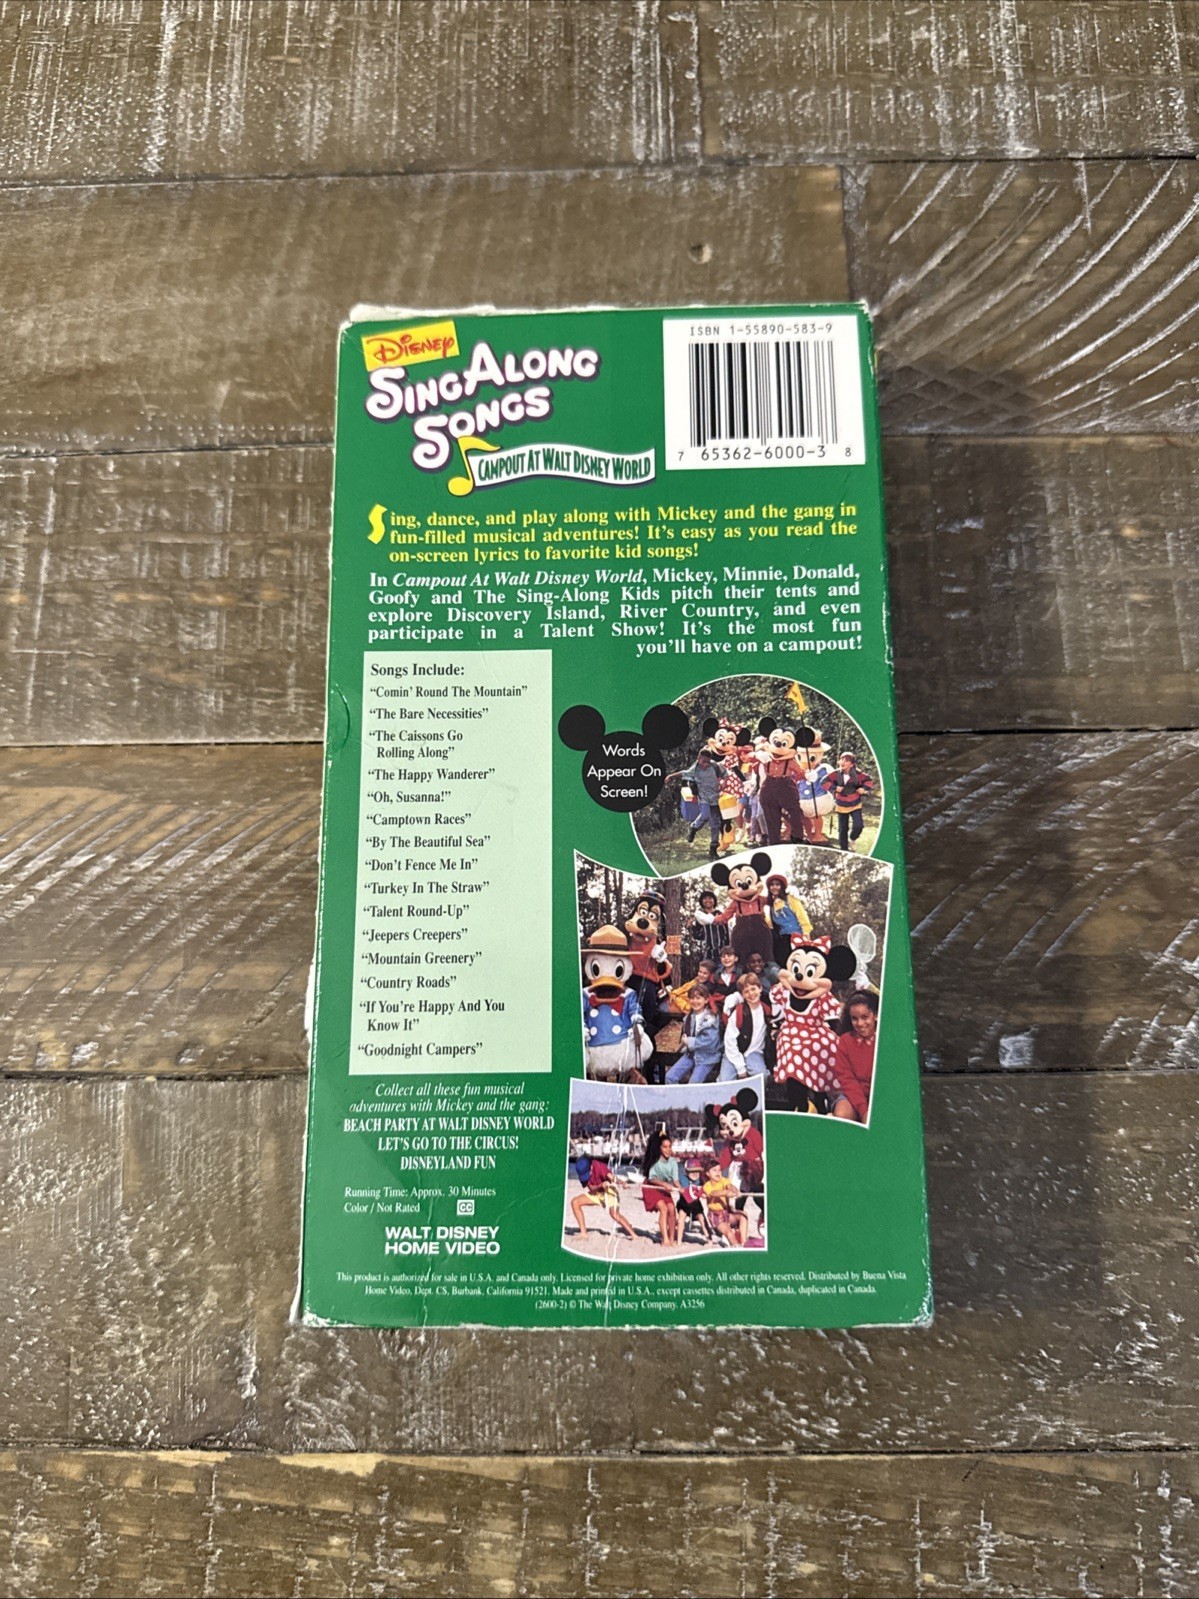 Disney
Sing Along
Songs
Campout At Walt Disney World
ISBN 1-55890-583-9
7 65362-6000-3 8
Sing, dance, and play along with Mickey and the gang in
fun-filled musical adventures! It's easy as you read the
on-screen lyrics to favorite kid songs!
In Campout At Walt Disney World, Mickey, Minnie, Donald,
Goofy and The Sing-Along Kids pitch their tents and
explore Discovery Island, River Country, and even
participate in a Talent Show! It's the most fun
you'll have on a campout!
Songs Include:
“Comin' Round The Mountain”
“The Bare Necessities”
“The Caissons Go
Rolling Along”
“The Happy Wanderer”
“Oh, Susanna!”
“Camptown Races”
“By The Beautiful Sea”
“Don't Fence Me In”
“Turkey In The Straw”
“Talent Round-Up”
“Jeepers Creepers”
“Mountain Greenery”
“Country Roads”
“If You're Happy And You
Know It”
“Goodnight Campers”
Words
Appear On
Screen!
Collect all these fun musical
adventures with Mickey and the gang:
BEACH PARTY AT WALT DISNEY WORLD
LET'S GO TO THE CIRCUS!
DISNEYLAND FUN
Running Time: Approx. 30 Minutes
Color / Not Rated CC
WALT DISNEY
HOME VIDEO
This product is authorized for sale in U.S.A. and Canada only. Licensed for private home exhibition only. All other rights reserved. Distributed by Buena Vista
Home Video, Dept. CS, Burbank, California 91521. Made and printed in U.S.A., except cassettes distributed in Canada, duplicated in Canada.
(2600-2) © The Walt Disney Company. A3256